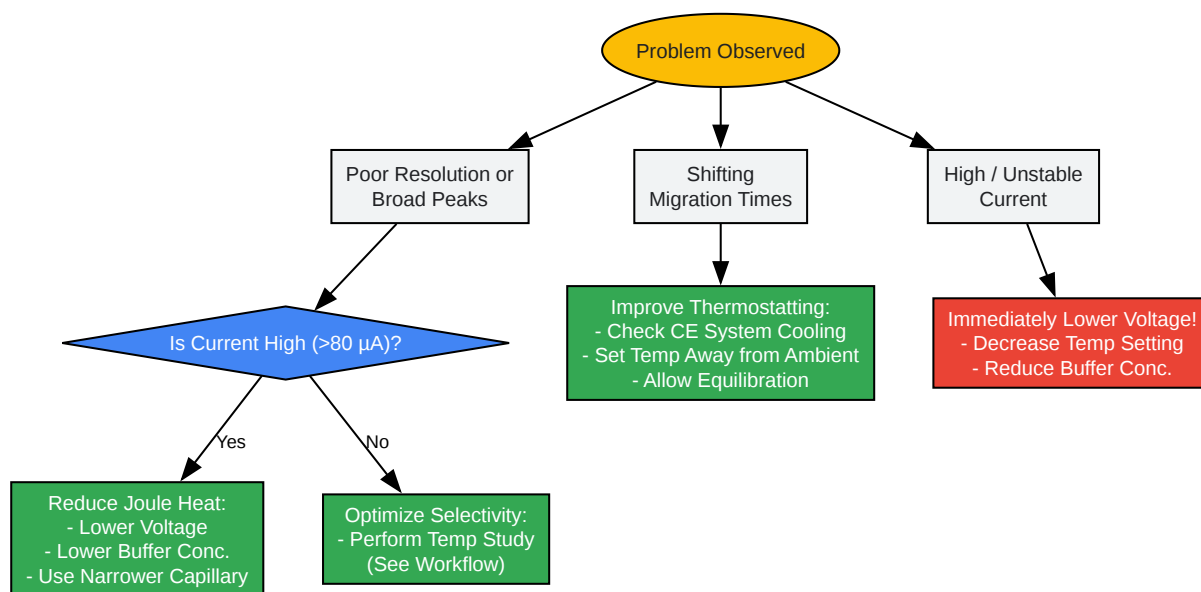 Problem Observed
Poor Resolution or
Broad Peaks
Shifting
Migration Times
High / Unstable
Current
Is Current High (>80 µA)?
Improve Thermostatting:
- Check CE System Cooling
- Set Temp Away from Ambient
- Allow Equilibration
Immediately Lower Voltage!
- Decrease Temp Setting
- Reduce Buffer Conc.
Yes
No
Reduce Joule Heat:
- Lower Voltage
- Lower Buffer Conc.
- Use Narrower Capillary
Optimize Selectivity:
- Perform Temp Study
(See Workflow)